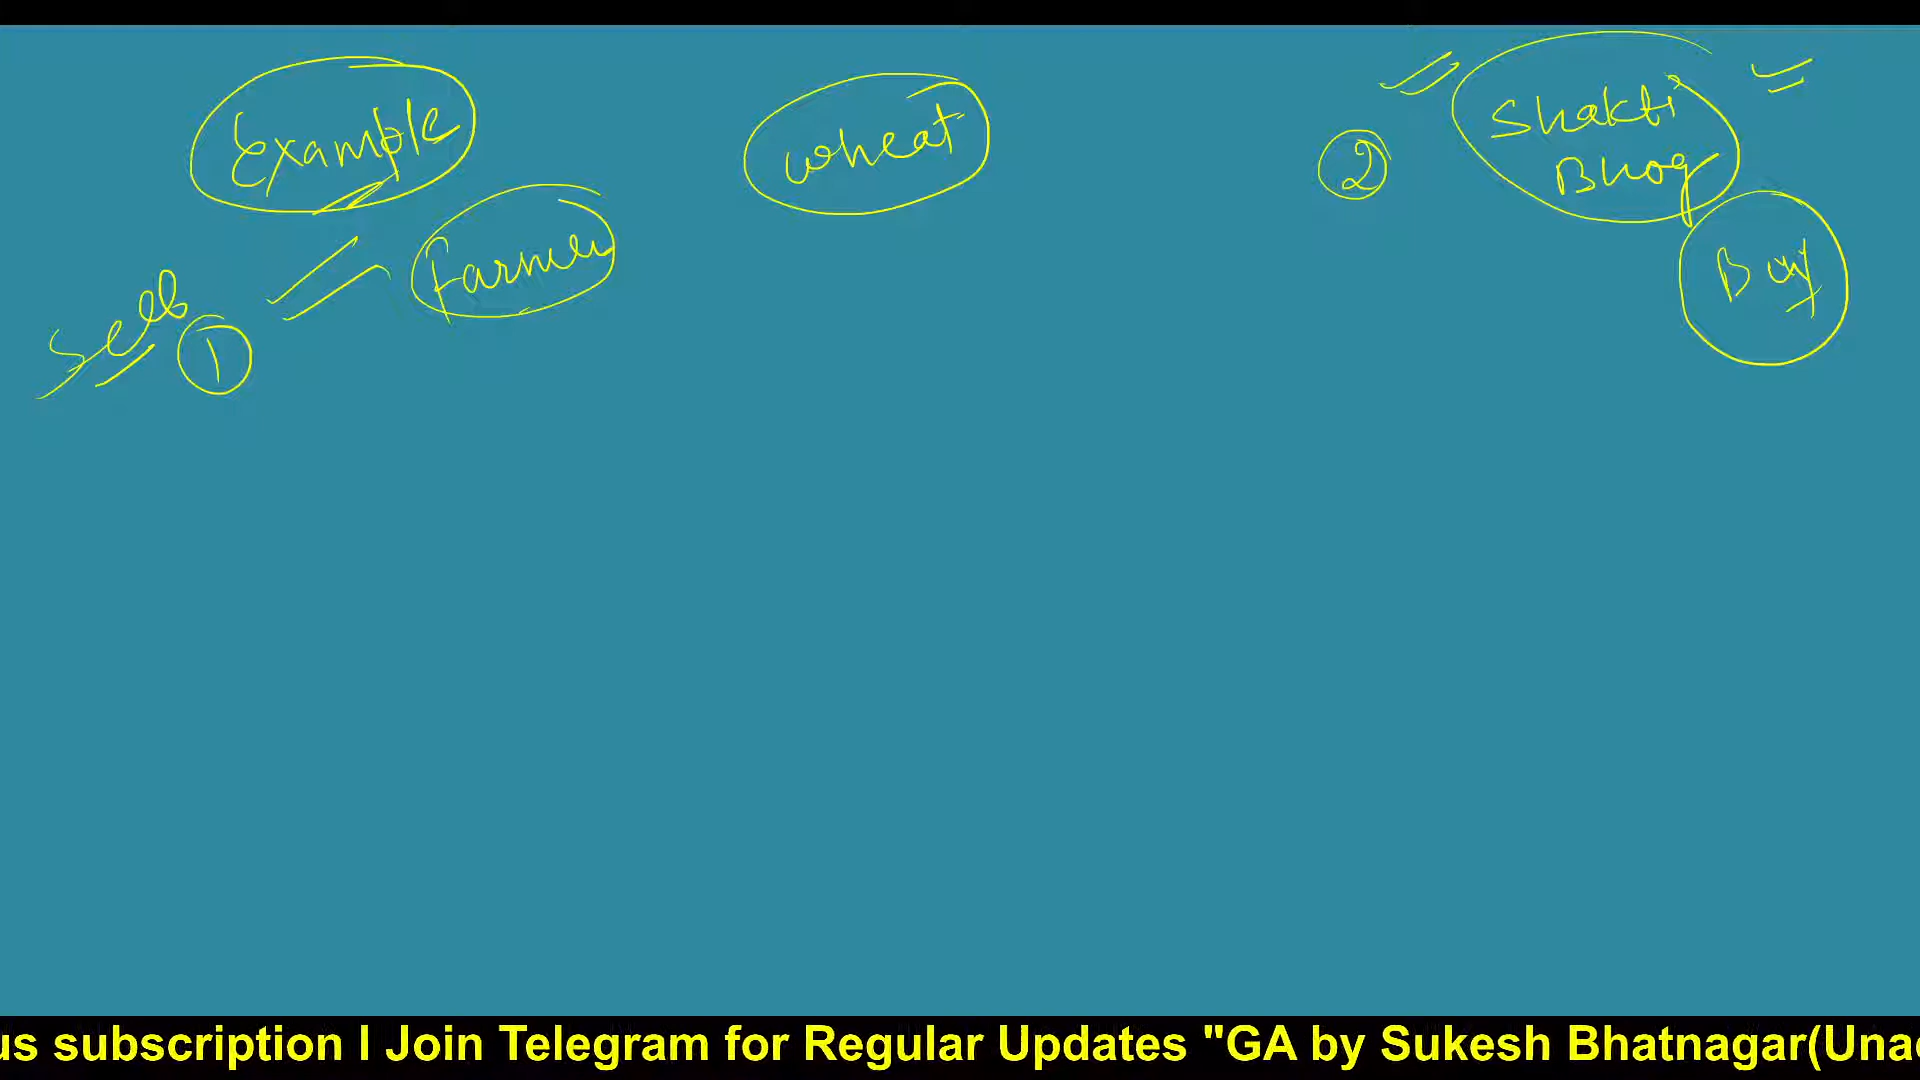 Example
wheat
②
Shakti
Bhog
Farmer
Buy
Sell
①
us subscription I Join Telegram for Regular Updates "GA by Sukesh Bhatnagar(Una